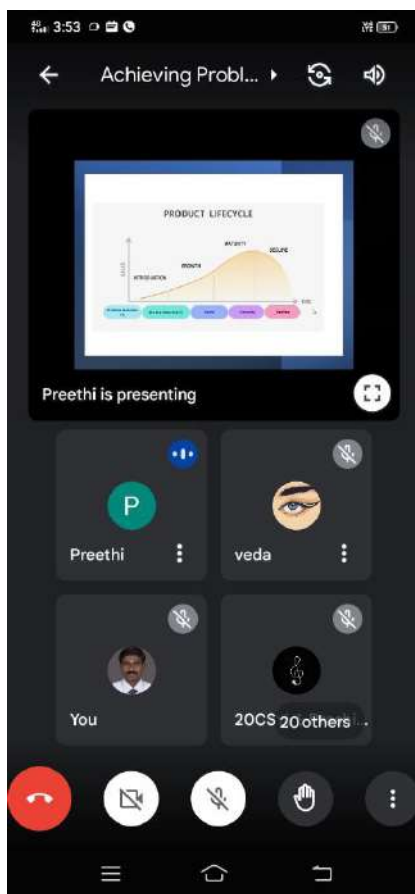 3:53
Achieving Probl...
PRODUCT LIFECYCLE
SALES
INTRODUCTION
GROWTH
MATURITY
DECLINE
Preethi is presenting
P
Preethi
veda
You
20CS
20 others